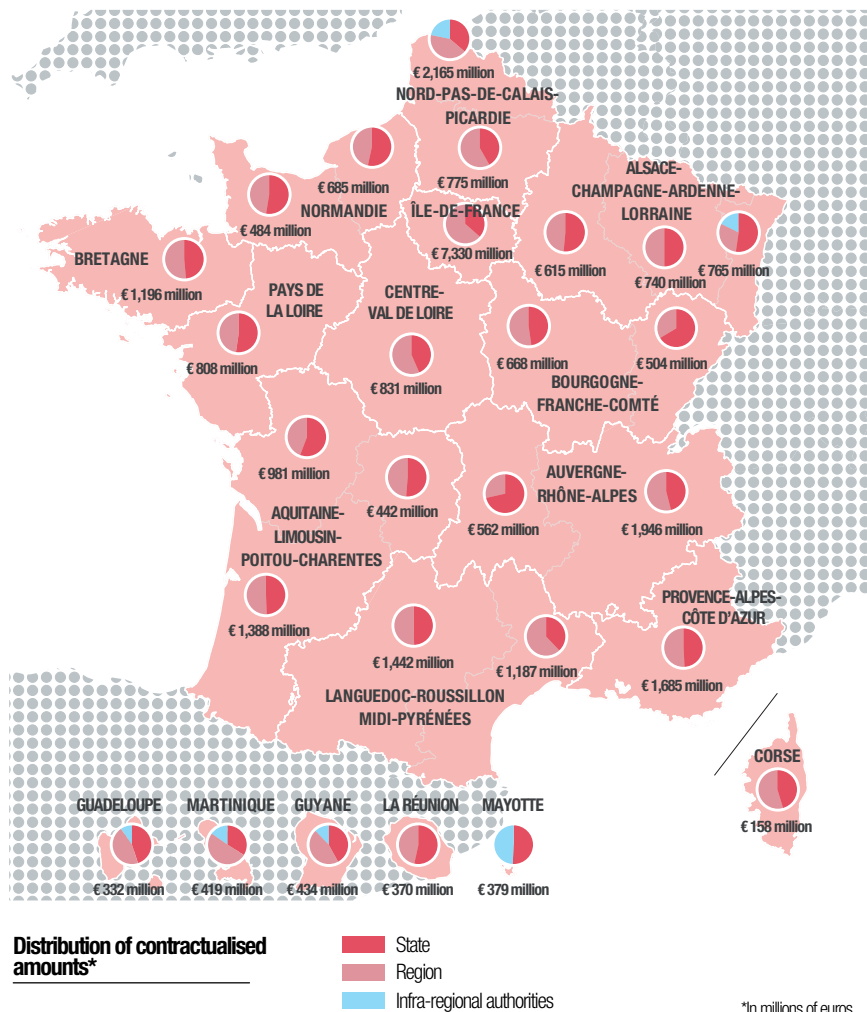 € 2,165 million
NORD-PAS-DE-CALAIS-
PICARDIE
€ 775 million
€ 685 million
NORMANDIE
€ 484 million
ÎLE-DE-FRANCE
€ 7,330 million
ALSACE-
CHAMPAGNE-ARDENNE-
LORRAINE
€ 615 million
€ 740 million
€ 765 million
BRETAGNE
€ 1,196 million
PAYS DE
LA LOIRE
€ 808 million
CENTRE-
VAL DE LOIRE
€ 831 million
€ 668 million
€ 504 million
BOURGOGNE-
FRANCHE-COMTÉ
€ 981 million
€ 442 million
AQUITAINE-
LIMOUSIN-
POITOU-CHARENTES
€ 1,388 million
€ 562 million
AUVERGNE-
RHÔNE-ALPES
€ 1,946 million
€ 1,442 million
€ 1,187 million
LANGUEDOC-ROUSSILLON
MIDI-PYRÉNÉES
PROVENCE-ALPES-
CÔTE D'AZUR
€ 1,685 million
CORSE
€ 158 million
GUADELOUPE
€ 332 million
MARTINIQUE
€ 419 million
GUYANE
€ 434 million
LA RÉUNION
€ 370 million
MAYOTTE
€ 379 million
Distribution of contractualised
amounts*
State
Region
Infra-regional authorities
*In millions of euros